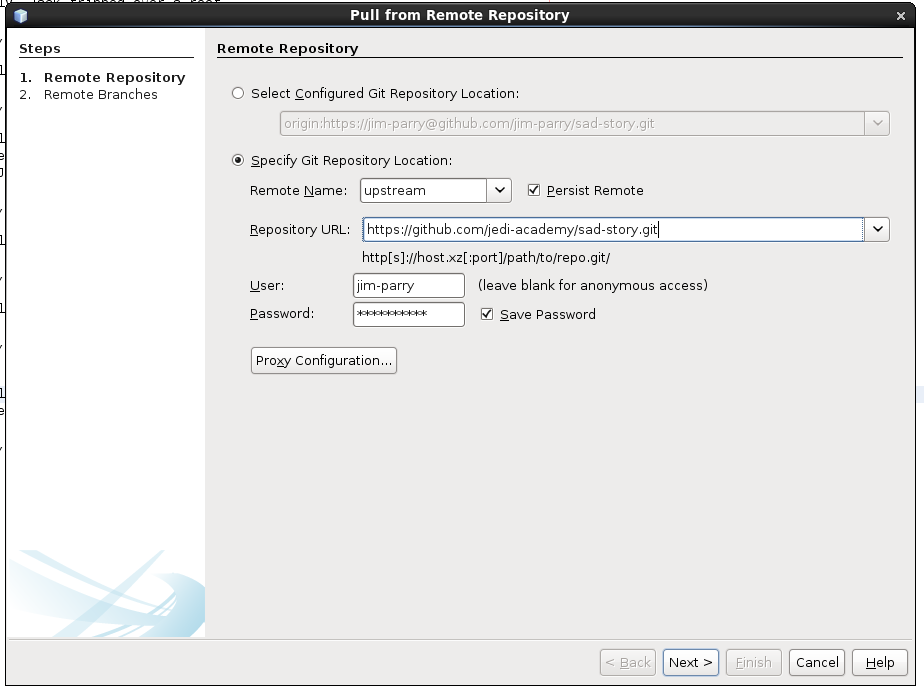 Pull from Remote Repository
Steps
1. Remote Repository
2. Remote Branches
Remote Repository
Select Configured Git Repository Location:
origin:https://jim-parry@github.com/jim-parry/sad-story.git
Specify Git Repository Location:
Remote Name: upstream Persist Remote
Repository URL: https://github.com/jedi-academy/sad-story.git
http[s]://host.xz[:port]/path/to/repo.git/
User: jim-parry (leave blank for anonymous access)
Password: ********** Save Password
Proxy Configuration...
< Back Next > Finish Cancel Help